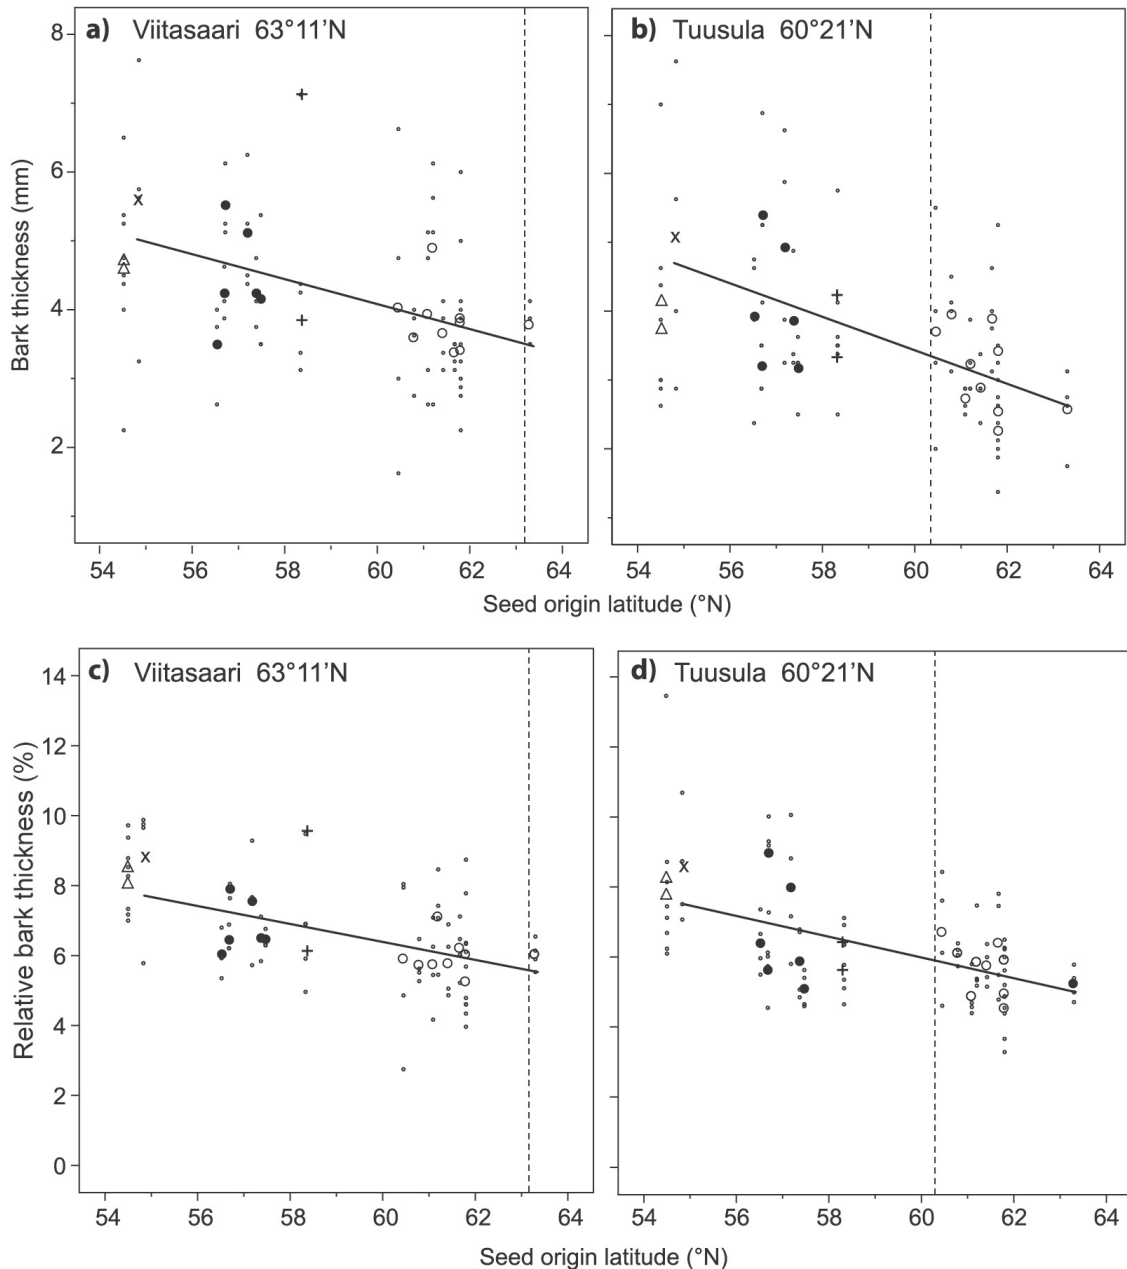 a) Viitasaari 63°11'N
b) Tuusula 60°21'N
8
6
4
2
Bark thickness (mm)
54 56 58 60 62 64
54 56 58 60 62 64
Seed origin latitude (°N)
c) Viitasaari 63°11'N
d) Tuusula 60°21'N
14
12
10
8
6
4
2
0
Relative bark thickness (%)
54 56 58 60 62 64
54 56 58 60 62 64
Seed origin latitude (°N)